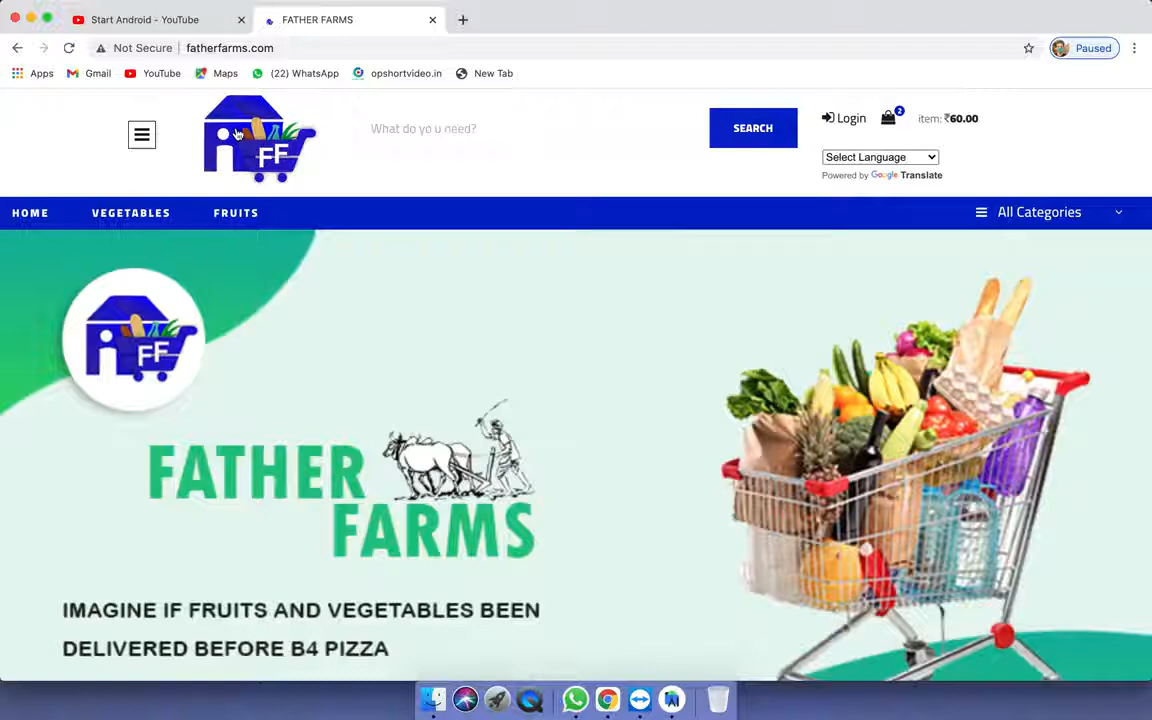 Start Android - YouTube
FATHER FARMS
Not Secure
fatherfarms.com
Paused
Apps
Gmail
YouTube
Maps
(22) WhatsApp
opshortvideo.in
New Tab
What do yo u need?
SEARCH
Login
2
item: ₹60.00
Select Language
Powered by Google Translate
HOME
VEGETABLES
FRUITS
All Categories
i FF
i FF
FATHER
FARMS
IMAGINE IF FRUITS AND VEGETABLES BEEN
DELIVERED BEFORE B4 PIZZA